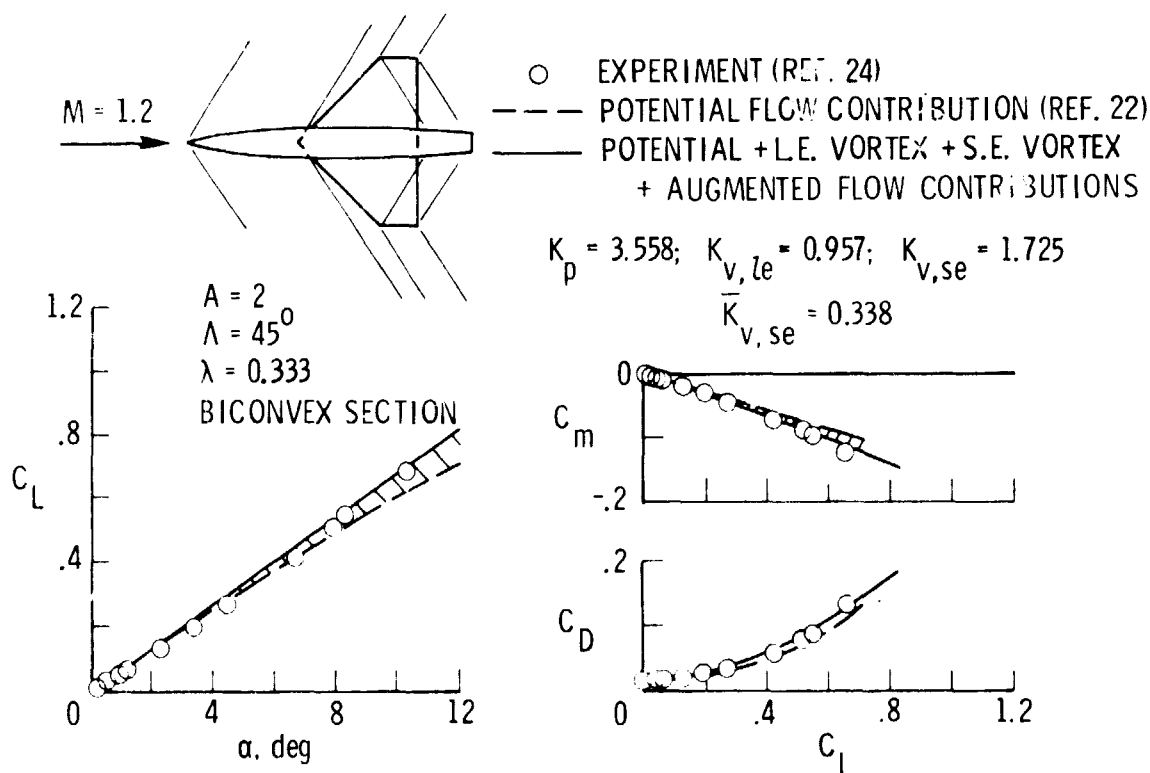 M = 1.2
EXPERIMENT (REF. 24)
POTENTIAL FLOW CONTRIBUTION (REF. 22)
POTENTIAL + L.E. VORTEX + S.E. VORTEX
+ AUGMENTED FLOW CONTRIBUTIONS
K_p = 3.558; K_v,le = 0.957; K_v,se = 1.725
K̅_v,se = 0.338
A = 2
Λ = 45°
λ = 0.333
BICONVEX SECTION
1.2
.8
C_L
.4
0
4
8
12
α, deg
0
C_m
-.2
1.2
.2
C_D
0
.4
.8
1.2
C_L